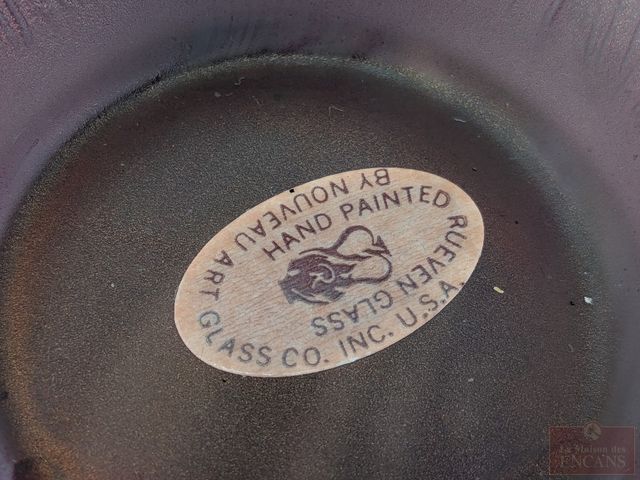 HAND PAINTED RUEVEN GLASS
BY NOUVEAU ART GLASS CO. INC. U.S.A.
La Maison des
ENCANS